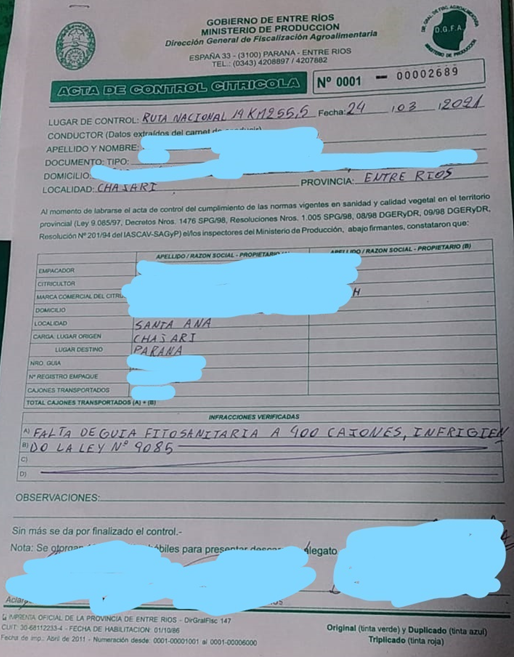 GOBIERNO DE ENTRE RÍOS
MINISTERIO DE PRODUCCION
Dirección General de Fiscalización Agroalimentaria
ESPAÑA 33 - (3100) PARANA - ENTRE RIOS
TEL.: (0343) 4208897 / 4207882
D.G.F.A.
MINISTERIO DE PRODUCCION
ACTA DE CONTROL CITRICOLA
Nº 0001 - 00002689
LUGAR DE CONTROL: RUTA NACIONAL 14 KM 255,5 Fecha: 24 03 2021
CONDUCTOR (Datos extraídos del carnet de conducir)
APELLIDO Y NOMBRE:
DOCUMENTO: TIPO:
DOMICILIO:
LOCALIDAD: CHAJARI PROVINCIA: ENTRE RIOS
Al momento de labrarse el acta de control del cumplimiento de las normas vigentes en sanidad y calidad vegetal en el territorio
provincial (Ley 9.085/97, Decretos Nros. 1476 SPG/98, Resoluciones Nros. 1.005 SPG/98, 08/98 DGERyDR, 09/98 DGERyDR,
Resolución Nº 201/94 del IASCAV-SAGyP) el/los inspectores del Ministerio de Producción, abajo firmantes, constataron que:
APELLIDO / RAZON SOCIAL - PROPIETARIO APELLIDO / RAZON SOCIAL - PROPIETARIO (B)
EMPACADOR
CITRICULTOR
MARCA COMERCIAL DEL H
DOMICILIO
LOCALIDAD SANTA ANA
CARGA: LUGAR ORIGEN CHAJARI
LUGAR DESTINO PARANA
NRO. GUIA
Nº REGISTRO EMPAQUE
CAJONES TRANSPORTADOS
TOTAL CAJONES TRANSPORTADOS (A) + (B)
INFRACCIONES VERIFICADAS
A) FALTA DE GUIA FITOSANITARIA A 400 CAJONES, INFRIGIEN
B) DO LA LEY Nº 9085
C)
D)
OBSERVACIONES:
Sin más se da por finalizado el control.-
Nota: Se otorgan hábiles para presentar alegato
IMPRENTA OFICIAL DE LA PROVINCIA DE ENTRE RIOS - DirGralFisc 147
CUIT: 30-68112253-4 - FECHA DE HABILITACION: 01/10/86
Fecha de imp.: Abril de 2011 - Numeración desde 0001-00001001 al 0001-00006000
Original (tinta verde) y Duplicado (tinta azul)
Triplicado (tinta roja)